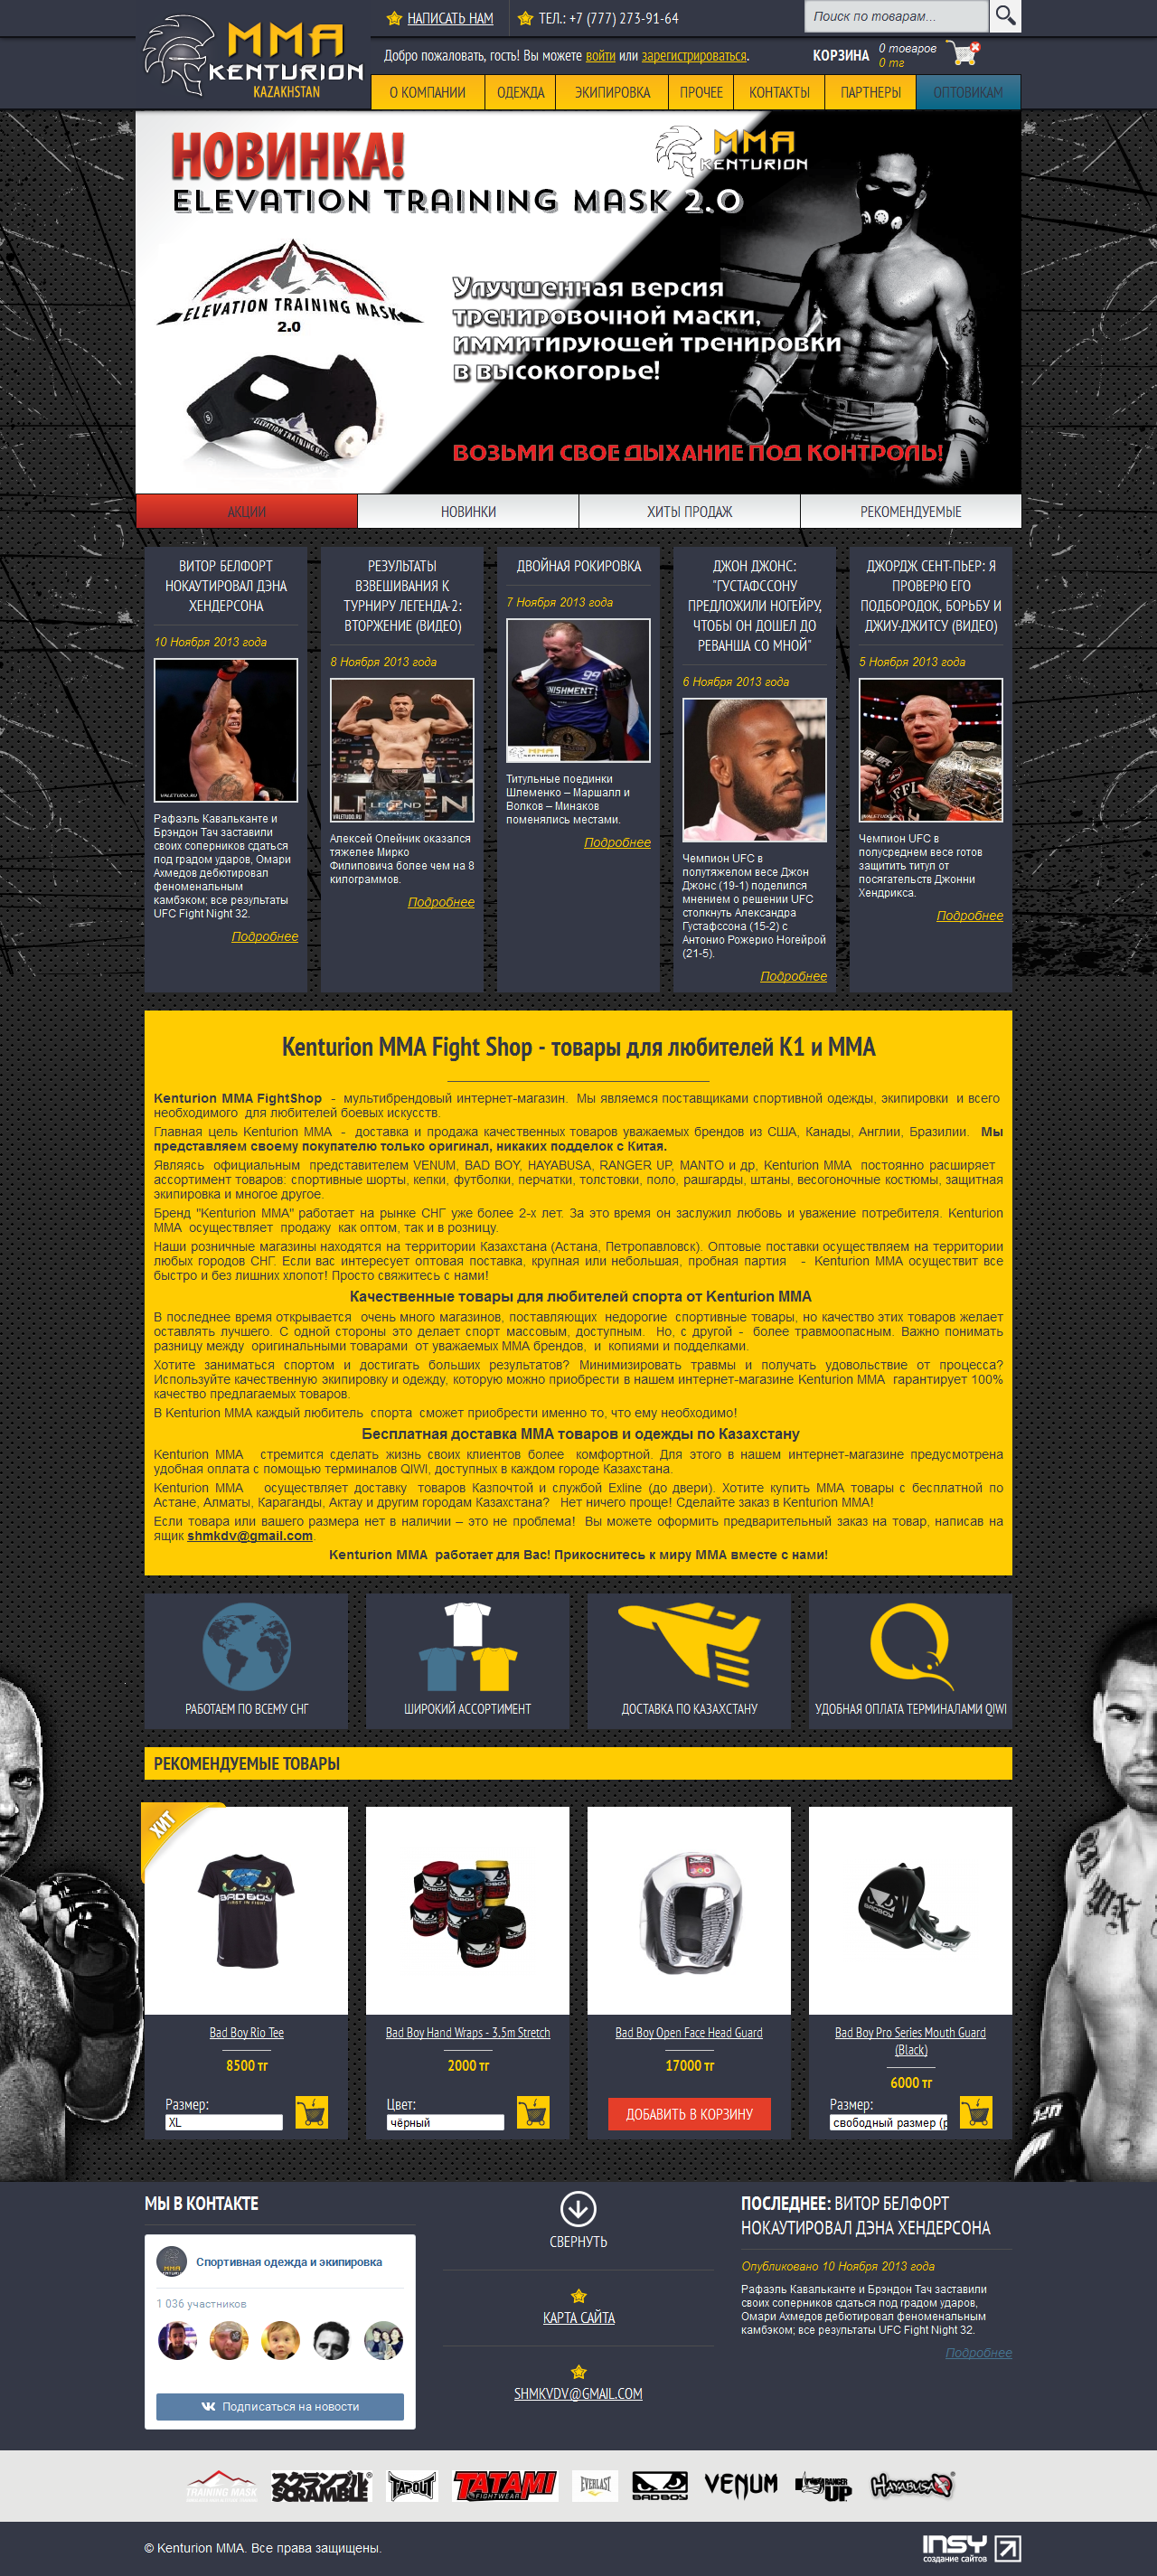 НАПИСАТЬ НАМ
ТЕЛ.: +7 (777) 273-91-64
Поиск по товарам...
MMA
KENTURION
KAZAKHSTAN
Добро пожаловать, гость! Вы можете войти или зарегистрироваться.
КОРЗИНА
0 товаров
0 тг
О КОМПАНИИ
ОДЕЖДА
ЭКИПИРОВКА
ПРОЧЕЕ
КОНТАКТЫ
ПАРТНЕРЫ
ОПТОВИКАМ
НОВИНКА!
MMA
KENTURION
ELEVATION TRAINING MASK 2.0
ELEVATION TRAINING MASK
2.0
Улучшенная версия
тренировочной маски,
иммитирующей тренировки
в высокогорье!
ВОЗЬМИ СВОЕ ДЫХАНИЕ ПОД КОНТРОЛЬ!
АКЦИИ
НОВИНКИ
ХИТЫ ПРОДАЖ
РЕКОМЕНДУЕМЫЕ
ВИТОР БЕЛФОРТ
НОКАУТИРОВАЛ ДЭНА
ХЕНДЕРСОНА
10 Ноября 2013 года
VALETUDO.RU
Рафаэль Кавальканте и
Брэндон Тач заставили
своих соперников сдаться
под градом ударов, Омари
Ахмедов дебютировал
феноменальным
камбэком; все результаты
UFC Fight Night 32.
Подробнее
РЕЗУЛЬТАТЫ
ВЗВЕШИВАНИЯ К
ТУРНИРУ ЛЕГЕНДА-2:
ВТОРЖЕНИЕ (ВИДЕО)
8 Ноября 2013 года
LEGEND
VALETUDO.RU
Алексей Олейник оказался
тяжелее Мирко
Филиповича более чем на 8
килограммов.
Подробнее
ДВОЙНАЯ РОКИРОВКА
7 Ноября 2013 года
Титульные поединки
Шлеменко – Маршалл и
Волков – Минаков
поменялись местами.
Подробнее
ДЖОН ДЖОНС:
"ГУСТАФССОНУ
ПРЕДЛОЖИЛИ НОГЕЙРУ,
ЧТОБЫ ОН ДОШЕЛ ДО
РЕВАНША СО МНОЙ"
6 Ноября 2013 года
Чемпион UFC в
полутяжелом весе Джон
Джонс (19-1) поделился
мнением о решении UFC
столкнуть Александра
Густафссона (15-2) с
Антонио Рожерио Ногейрой
(21-5).
Подробнее
ДЖОРДЖ СЕНТ-ПЬЕР: Я
ПРОВЕРЮ ЕГО
ПОДБОРОДОК, БОРЬБУ И
ДЖИУ-ДЖИТСУ (ВИДЕО)
5 Ноября 2013 года
VALETUDO.RU
Чемпион UFC в
полусреднем весе готов
защитить титул от
посягательств Джонни
Хендрикса.
Подробнее
Kenturion MMA Fight Shop - товары для любителей К1 и ММА
Kenturion MMA FightShop - мультибрендовый интернет-магазин. Мы являемся поставщиками спортивной одежды, экипировки и всего
необходимого для любителей боевых искусств.
Главная цель Kenturion MMA - доставка и продажа качественных товаров уважаемых брендов из США, Канады, Англии, Бразилии. Мы
представляем своему покупателю только оригинал, никаких подделок с Китая.
Являясь официальным представителем VENUM, BAD BOY, HAYABUSA, RANGER UP, MANTO и др, Kenturion MMA постоянно расширяет
ассортимент товаров: спортивные шорты, кепки, футболки, перчатки, толстовки, поло, рашгарды, штаны, весогоночные костюмы, защитная
экипировка и многое другое.
Бренд "Kenturion MMA" работает на рынке СНГ уже более 2-х лет. За это время он заслужил любовь и уважение потребителя. Kenturion
MMA осуществляет продажу как оптом, так и в розницу.
Наши розничные магазины находятся на территории Казахстана (Астана, Петропавловск). Оптовые поставки осуществляем на территории
любых городов СНГ. Если вас интересует оптовая поставка, крупная или небольшая, пробная партия - Kenturion MMA осуществит все
быстро и без лишних хлопот! Просто свяжитесь с нами!
Качественные товары для любителей спорта от Kenturion MMA
В последнее время открывается очень много магазинов, поставляющих недорогие спортивные товары, но качество этих товаров желает
оставлять лучшего. С одной стороны это делает спорт массовым, доступным. Но, с другой - более травмоопасным. Важно понимать
разницу между оригинальными товарами от уважаемых ММА брендов, и копиями и подделками.
Хотите заниматься спортом и достигать больших результатов? Минимизировать травмы и получать удовольствие от процесса?
Используйте качественную экипировку и одежду, которую можно приобрести в нашем интернет-магазине Kenturion MMA гарантирует 100%
качество предлагаемых товаров.
В Kenturion MMA каждый любитель спорта сможет приобрести именно то, что ему необходимо!
Бесплатная доставка ММА товаров и одежды по Казахстану
Kenturion MMA стремится сделать жизнь своих клиентов более комфортной. Для этого в нашем интернет-магазине предусмотрена
удобная оплата с помощью терминалов QIWI, доступных в каждом городе Казахстана.
Kenturion MMA осуществляет доставку товаров Казпочтой и службой Exline (до двери). Хотите купить ММА товары с бесплатной по
Астане, Алматы, Караганды, Актау и другим городам Казахстана? Нет ничего проще! Сделайте заказ в Kenturion MMA!
Если товара или вашего размера нет в наличии – это не проблема! Вы можете оформить предварительный заказ на товар, написав на
ящик shmkdv@gmail.com.
Kenturion MMA работает для Вас! Прикоснитесь к миру ММА вместе с нами!
РАБОТАЕМ ПО ВСЕМУ СНГ
ШИРОКИЙ АССОРТИМЕНТ
ДОСТАВКА ПО КАЗАХСТАНУ
УДОБНАЯ ОПЛАТА ТЕРМИНАЛАМИ QIWI
РЕКОМЕНДУЕМЫЕ ТОВАРЫ
ХИТ
BADBOY
Bad Boy Rio Tee
8500 тг
Размер:
XL
Bad Boy Hand Wraps - 3,5m Stretch
2000 тг
Цвет:
чёрный
Bad Boy Open Face Head Guard
17000 тг
ДОБАВИТЬ В КОРЗИНУ
BADBOY
Bad Boy Pro Series Mouth Guard
(Black)
6000 тг
Размер:
свободный размер (р
МЫ В КОНТАКТЕ
Спортивная одежда и экипировка
1 036 участников
Подписаться на новости
СВЕРНУТЬ
КАРТА САЙТА
SHMKVDV@GMAIL.COM
ПОСЛЕДНЕЕ: ВИТОР БЕЛФОРТ
НОКАУТИРОВАЛ ДЭНА ХЕНДЕРСОНА
Опубликовано 10 Ноября 2013 года
Рафаэль Кавальканте и Брэндон Тач заставили
своих соперников сдаться под градом ударов,
Омари Ахмедов дебютировал феноменальным
камбэком; все результаты UFC Fight Night 32.
Подробнее
TRAINING MASK
SCRAMBLE
TAPOUT
TATAMI
FIGHTWEAR
EVERLAST
BADBOY
VENUM
RANGER
UP
HAYABUSA
© Kenturion MMA. Все права защищены.
INSY
создание сайтов